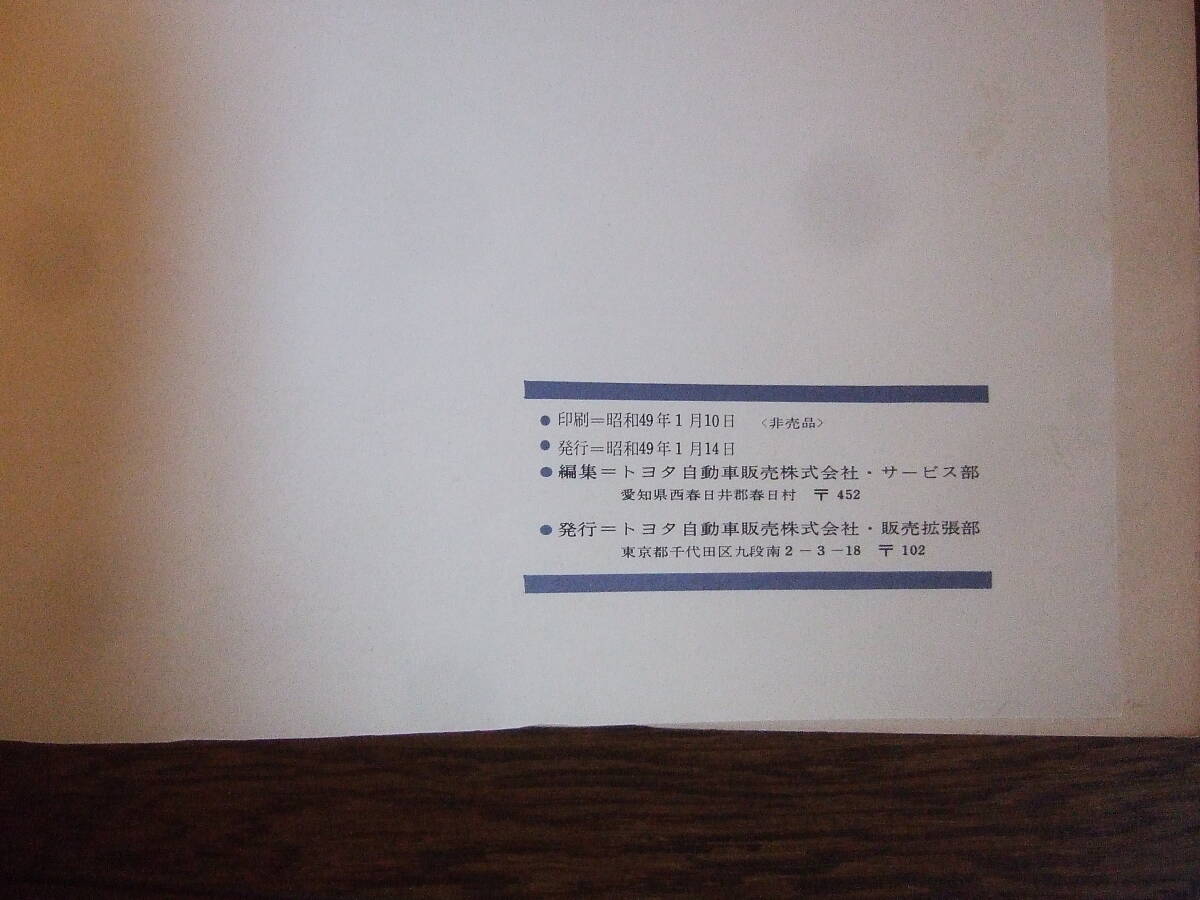 ● 印刷＝昭和49年1月10日 〈非売品〉
● 発行＝昭和49年1月14日
● 編集＝トヨタ自動車販売株式会社・サービス部
愛知県西春日井郡春日村 〒452
● 発行＝トヨタ自動車販売株式会社・販売拡張部
東京都千代田区九段南2－3－18 〒102